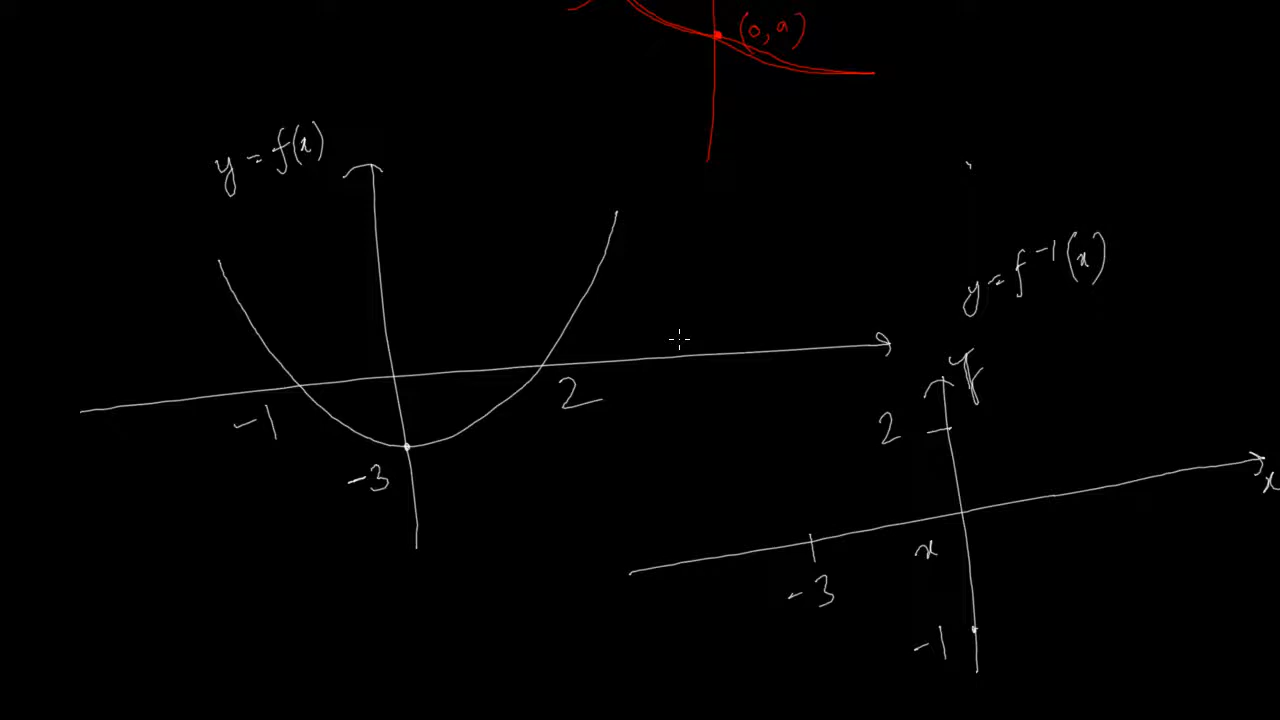 (0, a)
y = f(x)
y = f⁻¹(x)
-1
2
-3
2
x
x
-3
-1